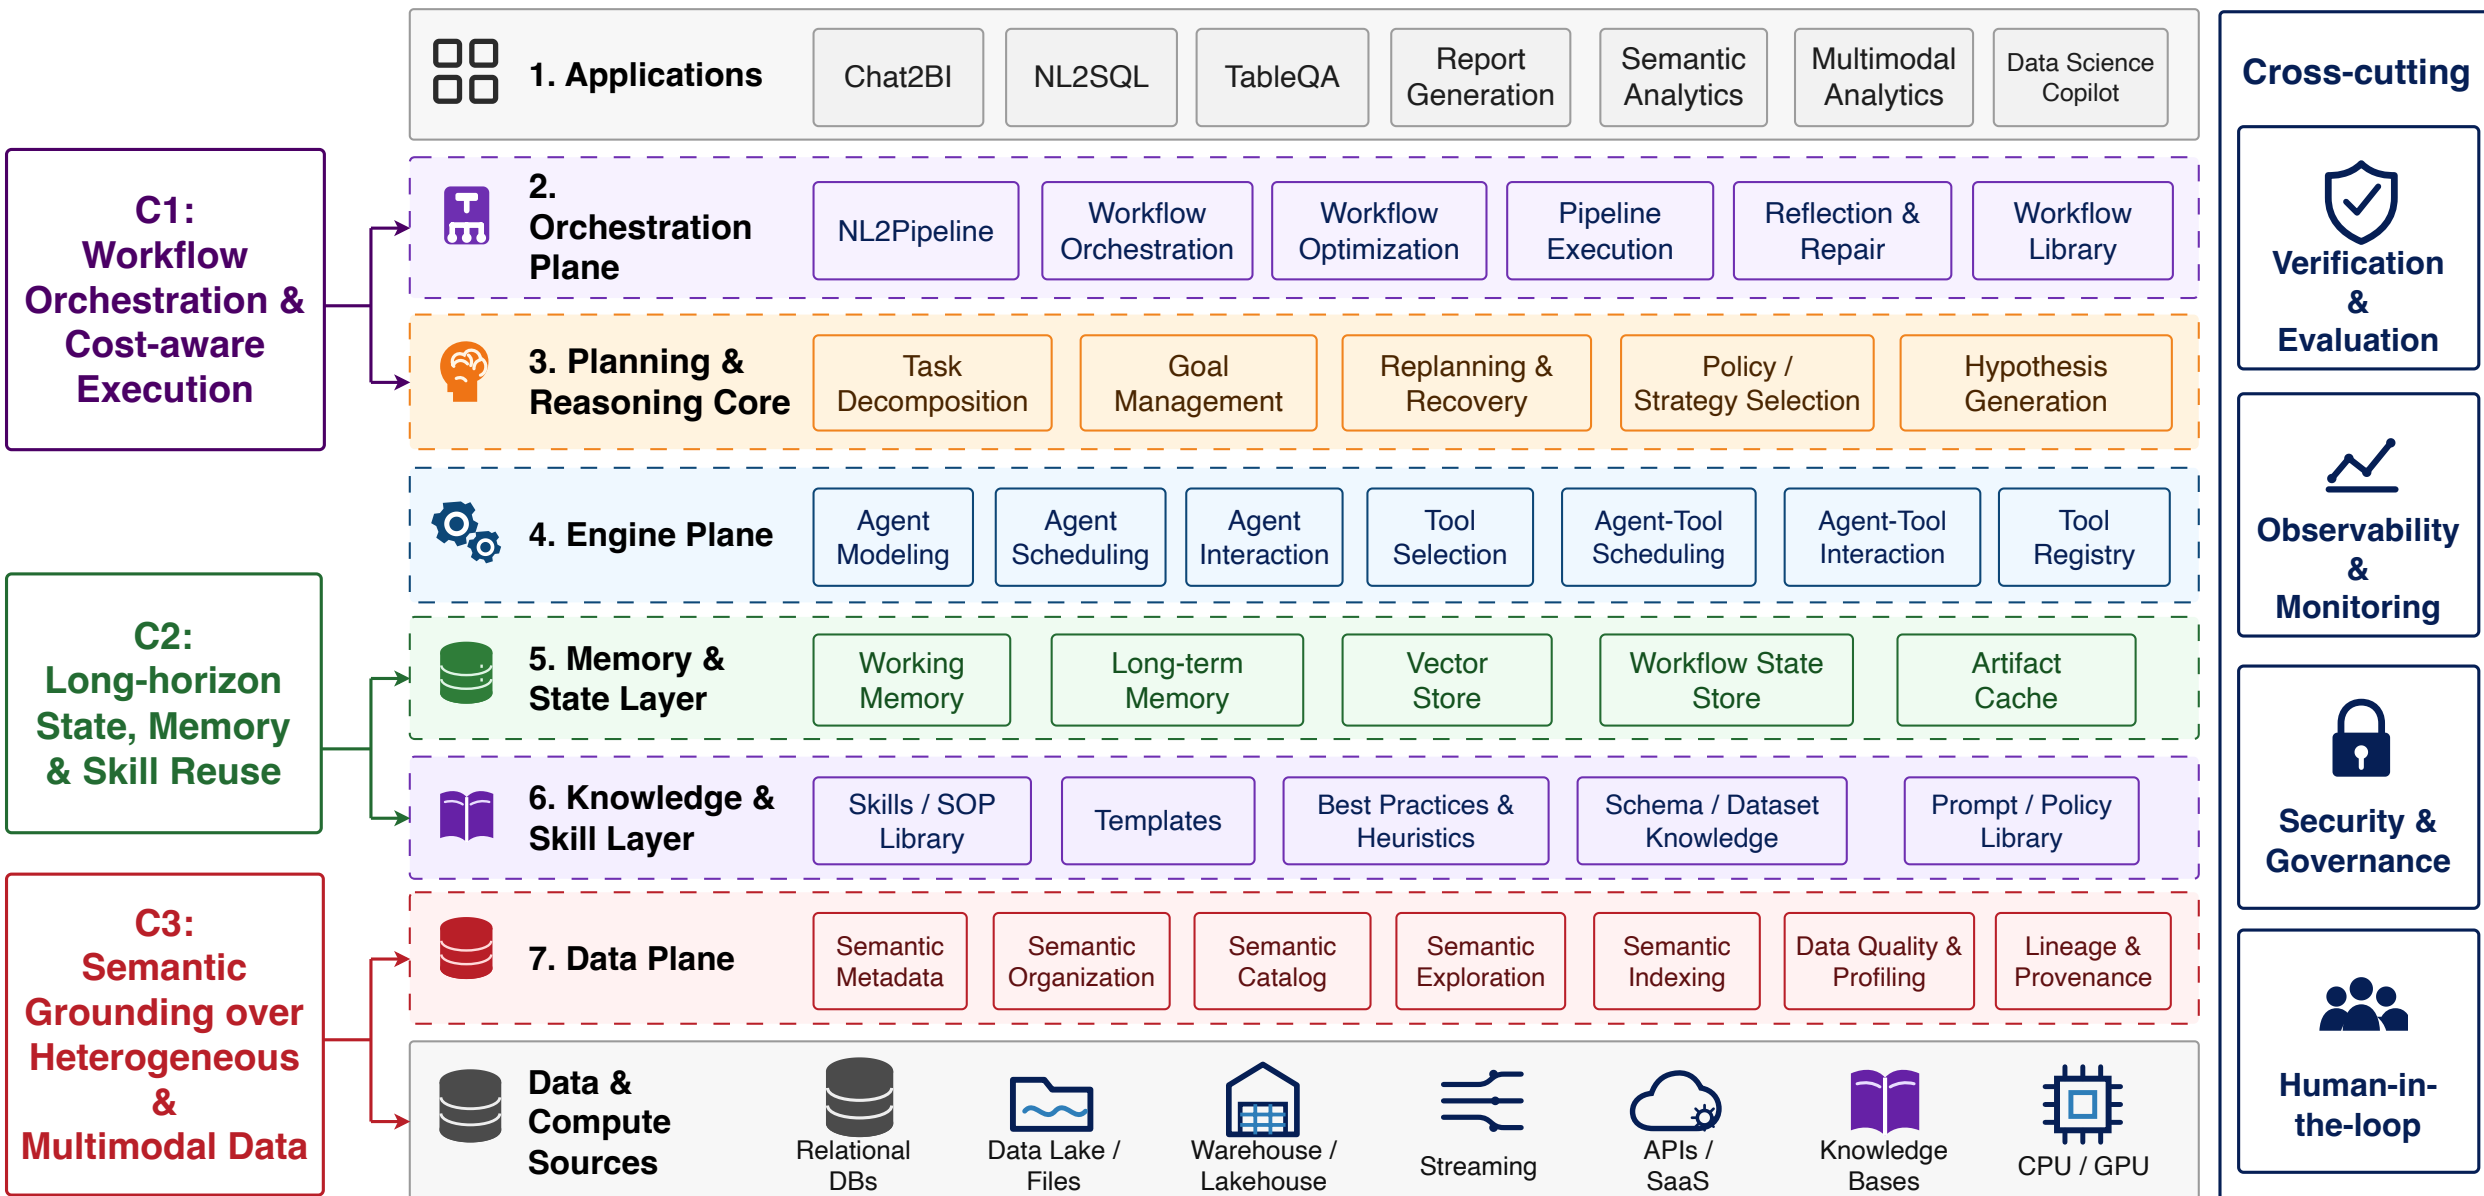 1. Applications
Chat2BI
NL2SQL
TableQA
Report
Generation
Semantic
Analytics
Multimodal
Analytics
Data Science
Copilot
C1:
Workflow
Orchestration &
Cost-aware
Execution
2.
Orchestration
Plane
NL2Pipeline
Workflow
Orchestration
Workflow
Optimization
Pipeline
Execution
Reflection &
Repair
Workflow
Library
3. Planning &
Reasoning Core
Task
Decomposition
Goal
Management
Replanning &
Recovery
Policy /
Strategy Selection
Hypothesis
Generation
4. Engine Plane
Agent
Modeling
Agent
Scheduling
Agent
Interaction
Tool
Selection
Agent-Tool
Scheduling
Agent-Tool
Interaction
Tool
Registry
C2:
Long-horizon
State, Memory
& Skill Reuse
5. Memory &
State Layer
Working
Memory
Long-term
Memory
Vector
Store
Workflow State
Store
Artifact
Cache
6. Knowledge &
Skill Layer
Skills / SOP
Library
Templates
Best Practices &
Heuristics
Schema / Dataset
Knowledge
Prompt / Policy
Library
C3:
Semantic
Grounding over
Heterogeneous
&
Multimodal Data
7. Data Plane
Semantic
Metadata
Semantic
Organization
Semantic
Catalog
Semantic
Exploration
Semantic
Indexing
Data Quality &
Profiling
Lineage &
Provenance
Data &
Compute
Sources
Relational
DBs
Data Lake /
Files
Warehouse /
Lakehouse
Streaming
APIs /
SaaS
Knowledge
Bases
CPU / GPU
Cross-cutting
Verification
&
Evaluation
Observability
&
Monitoring
Security &
Governance
Human-in-
the-loop